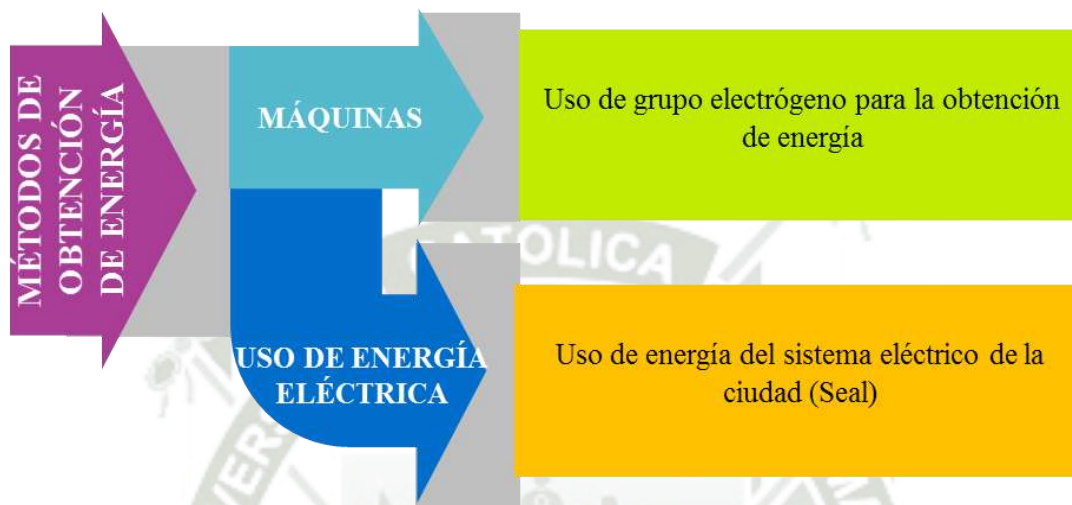 MÉTODOS DE
OBTENCIÓN
DE ENERGÍA
MÁQUINAS
Uso de grupo electrógeno para la obtención
de energía
CATOLICA
USO DE ENERGÍA
ELÉCTRICA
Uso de energía del sistema eléctrico de la
ciudad (Seal)